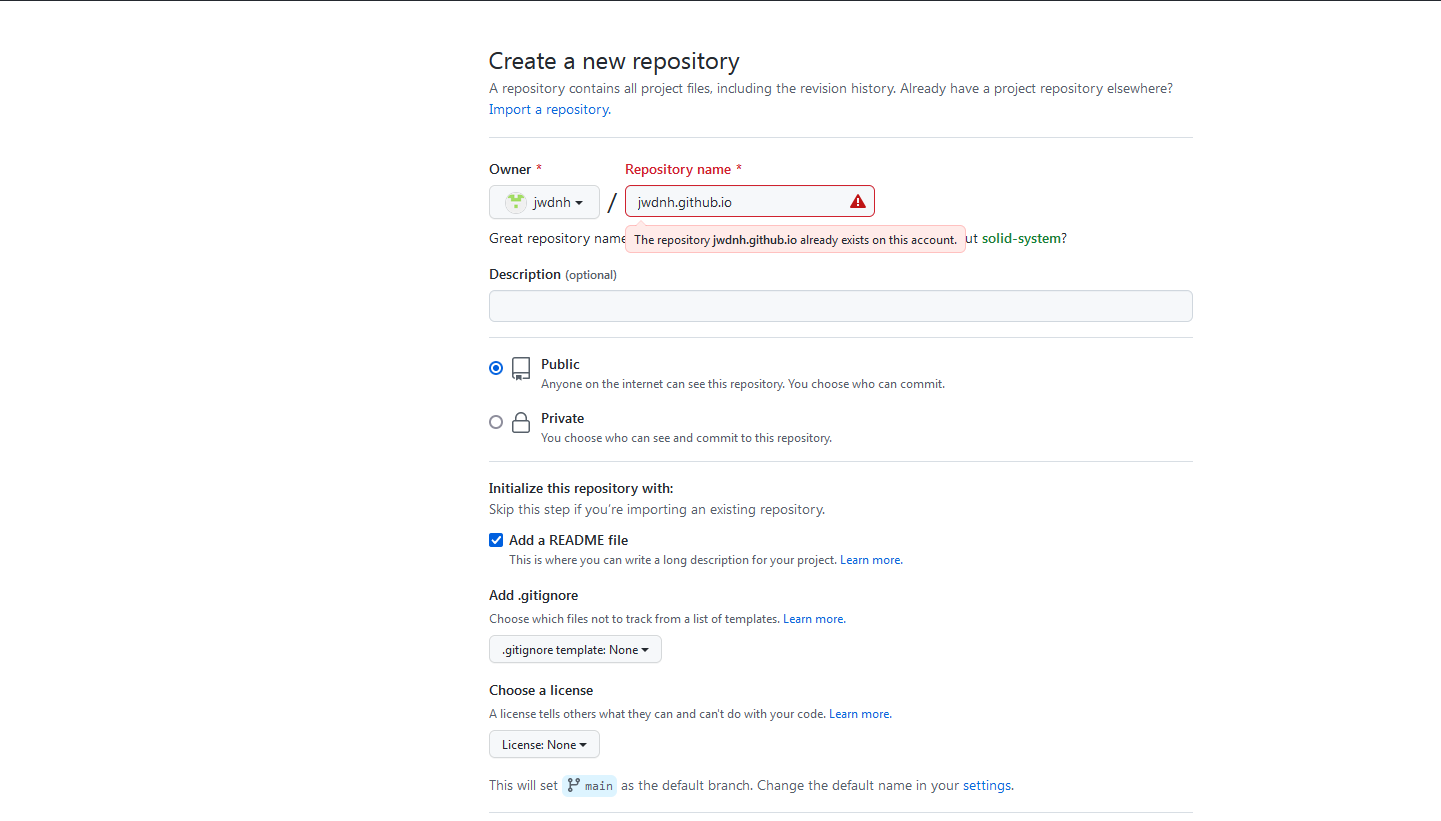 Create a new repository
A repository contains all project files, including the revision history. Already have a project repository elsewhere?
Import a repository.
Owner *
Repository name *
jwdnh
/
jwdnh.github.io
Great repository name
The repository jwdnh.github.io already exists on this account.
ut solid-system?
Description (optional)
Public
Anyone on the internet can see this repository. You choose who can commit.
Private
You choose who can see and commit to this repository.
Initialize this repository with:
Skip this step if you're importing an existing repository.
Add a README file
This is where you can write a long description for your project. Learn more.
Add .gitignore
Choose which files not to track from a list of templates. Learn more.
.gitignore template: None
Choose a license
A license tells others what they can and can't do with your code. Learn more.
License: None
This will set main as the default branch. Change the default name in your settings.